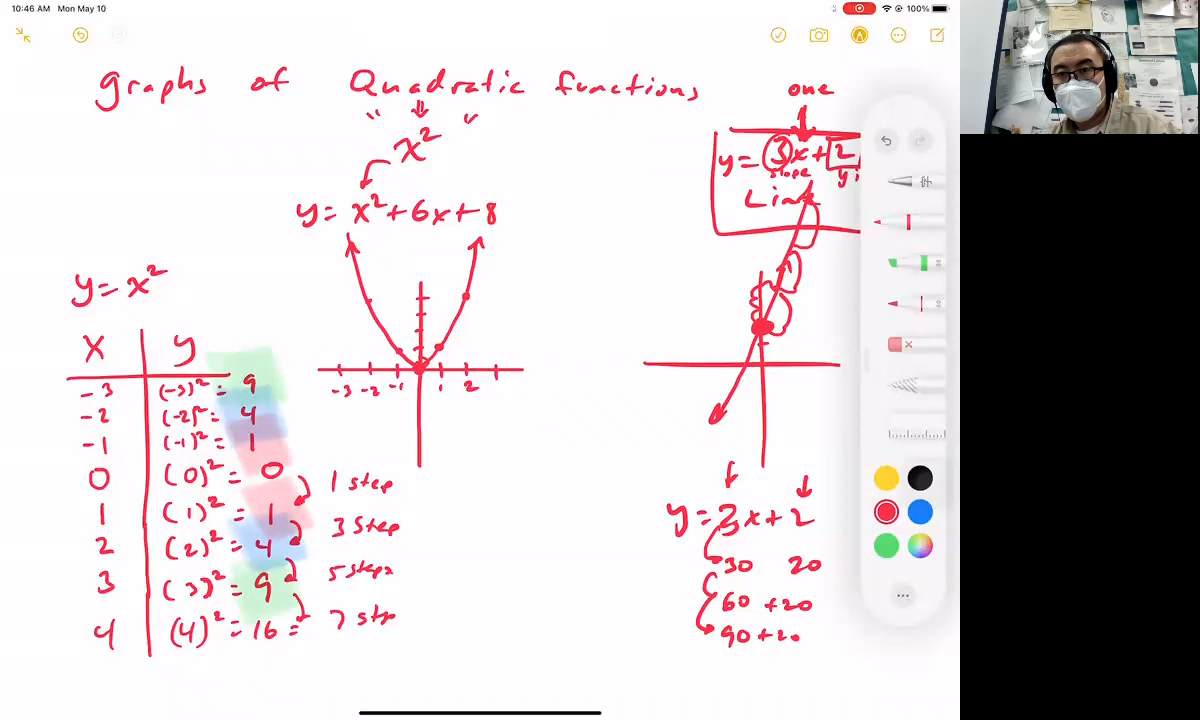 10:46 AM Mon May 10
100%
graphs of Quadratic functions
x²
y = x² + 6x + 8
one
y = 3x + 2
slope
Line
y = x²
x y
-3 (-3)² = 9
-2 (-2)² = 4
-1 (-1)² = 1
0 (0)² = 0
1 (1)² = 1
2 (2)² = 4
3 (3)² = 9
4 (4)² = 16 =
1 step
3 step
5 steps
7 step
-3 -2 -1 1 2
y = 3x + 2
30 20
60 +20
90 +20